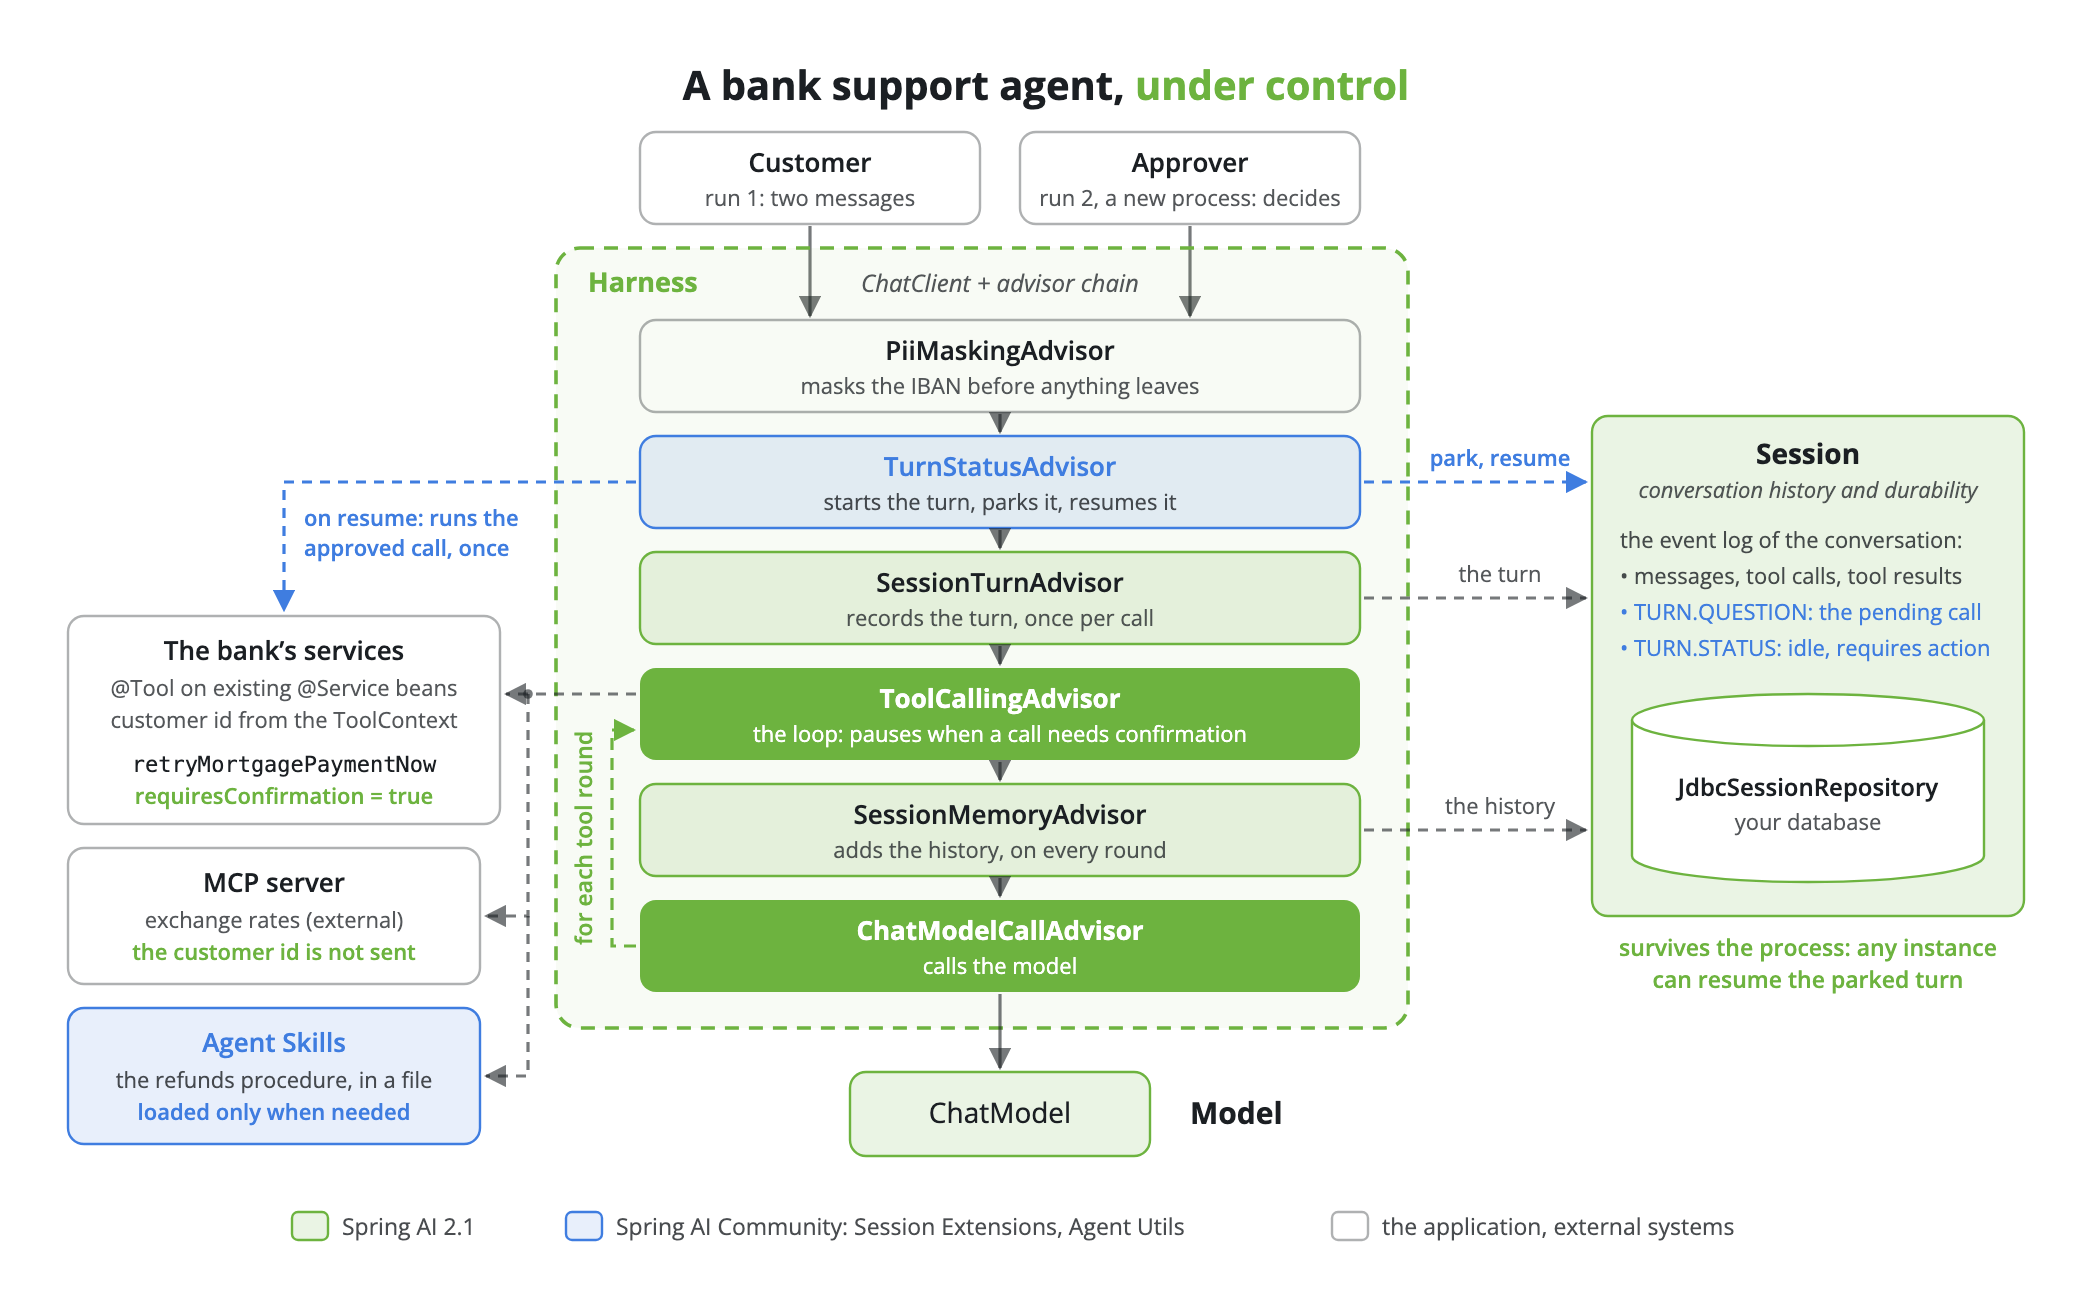 A bank support agent, under control
Customer
run 1: two messages
Approver
run 2, a new process: decides
Harness
ChatClient + advisor chain
PiiMaskingAdvisor
masks the IBAN before anything leaves
TurnStatusAdvisor
starts the turn, parks it, resumes it
park, resume
on resume: runs the
approved call, once
SessionTurnAdvisor
records the turn, once per call
the turn
ToolCallingAdvisor
the loop: pauses when a call needs confirmation
for each tool round
SessionMemoryAdvisor
adds the history, on every round
the history
ChatModelCallAdvisor
calls the model
ChatModel
Model
The bank’s services
@Tool on existing @Service beans
customer id from the ToolContext
retryMortgagePaymentNow
requiresConfirmation = true
MCP server
exchange rates (external)
the customer id is not sent
Agent Skills
the refunds procedure, in a file
loaded only when needed
Session
conversation history and durability
the event log of the conversation:
• messages, tool calls, tool results
• TURN.QUESTION: the pending call
• TURN.STATUS: idle, requires action
JdbcSessionRepository
your database
survives the process: any instance
can resume the parked turn
Spring AI 2.1
Spring AI Community: Session Extensions, Agent Utils
the application, external systems